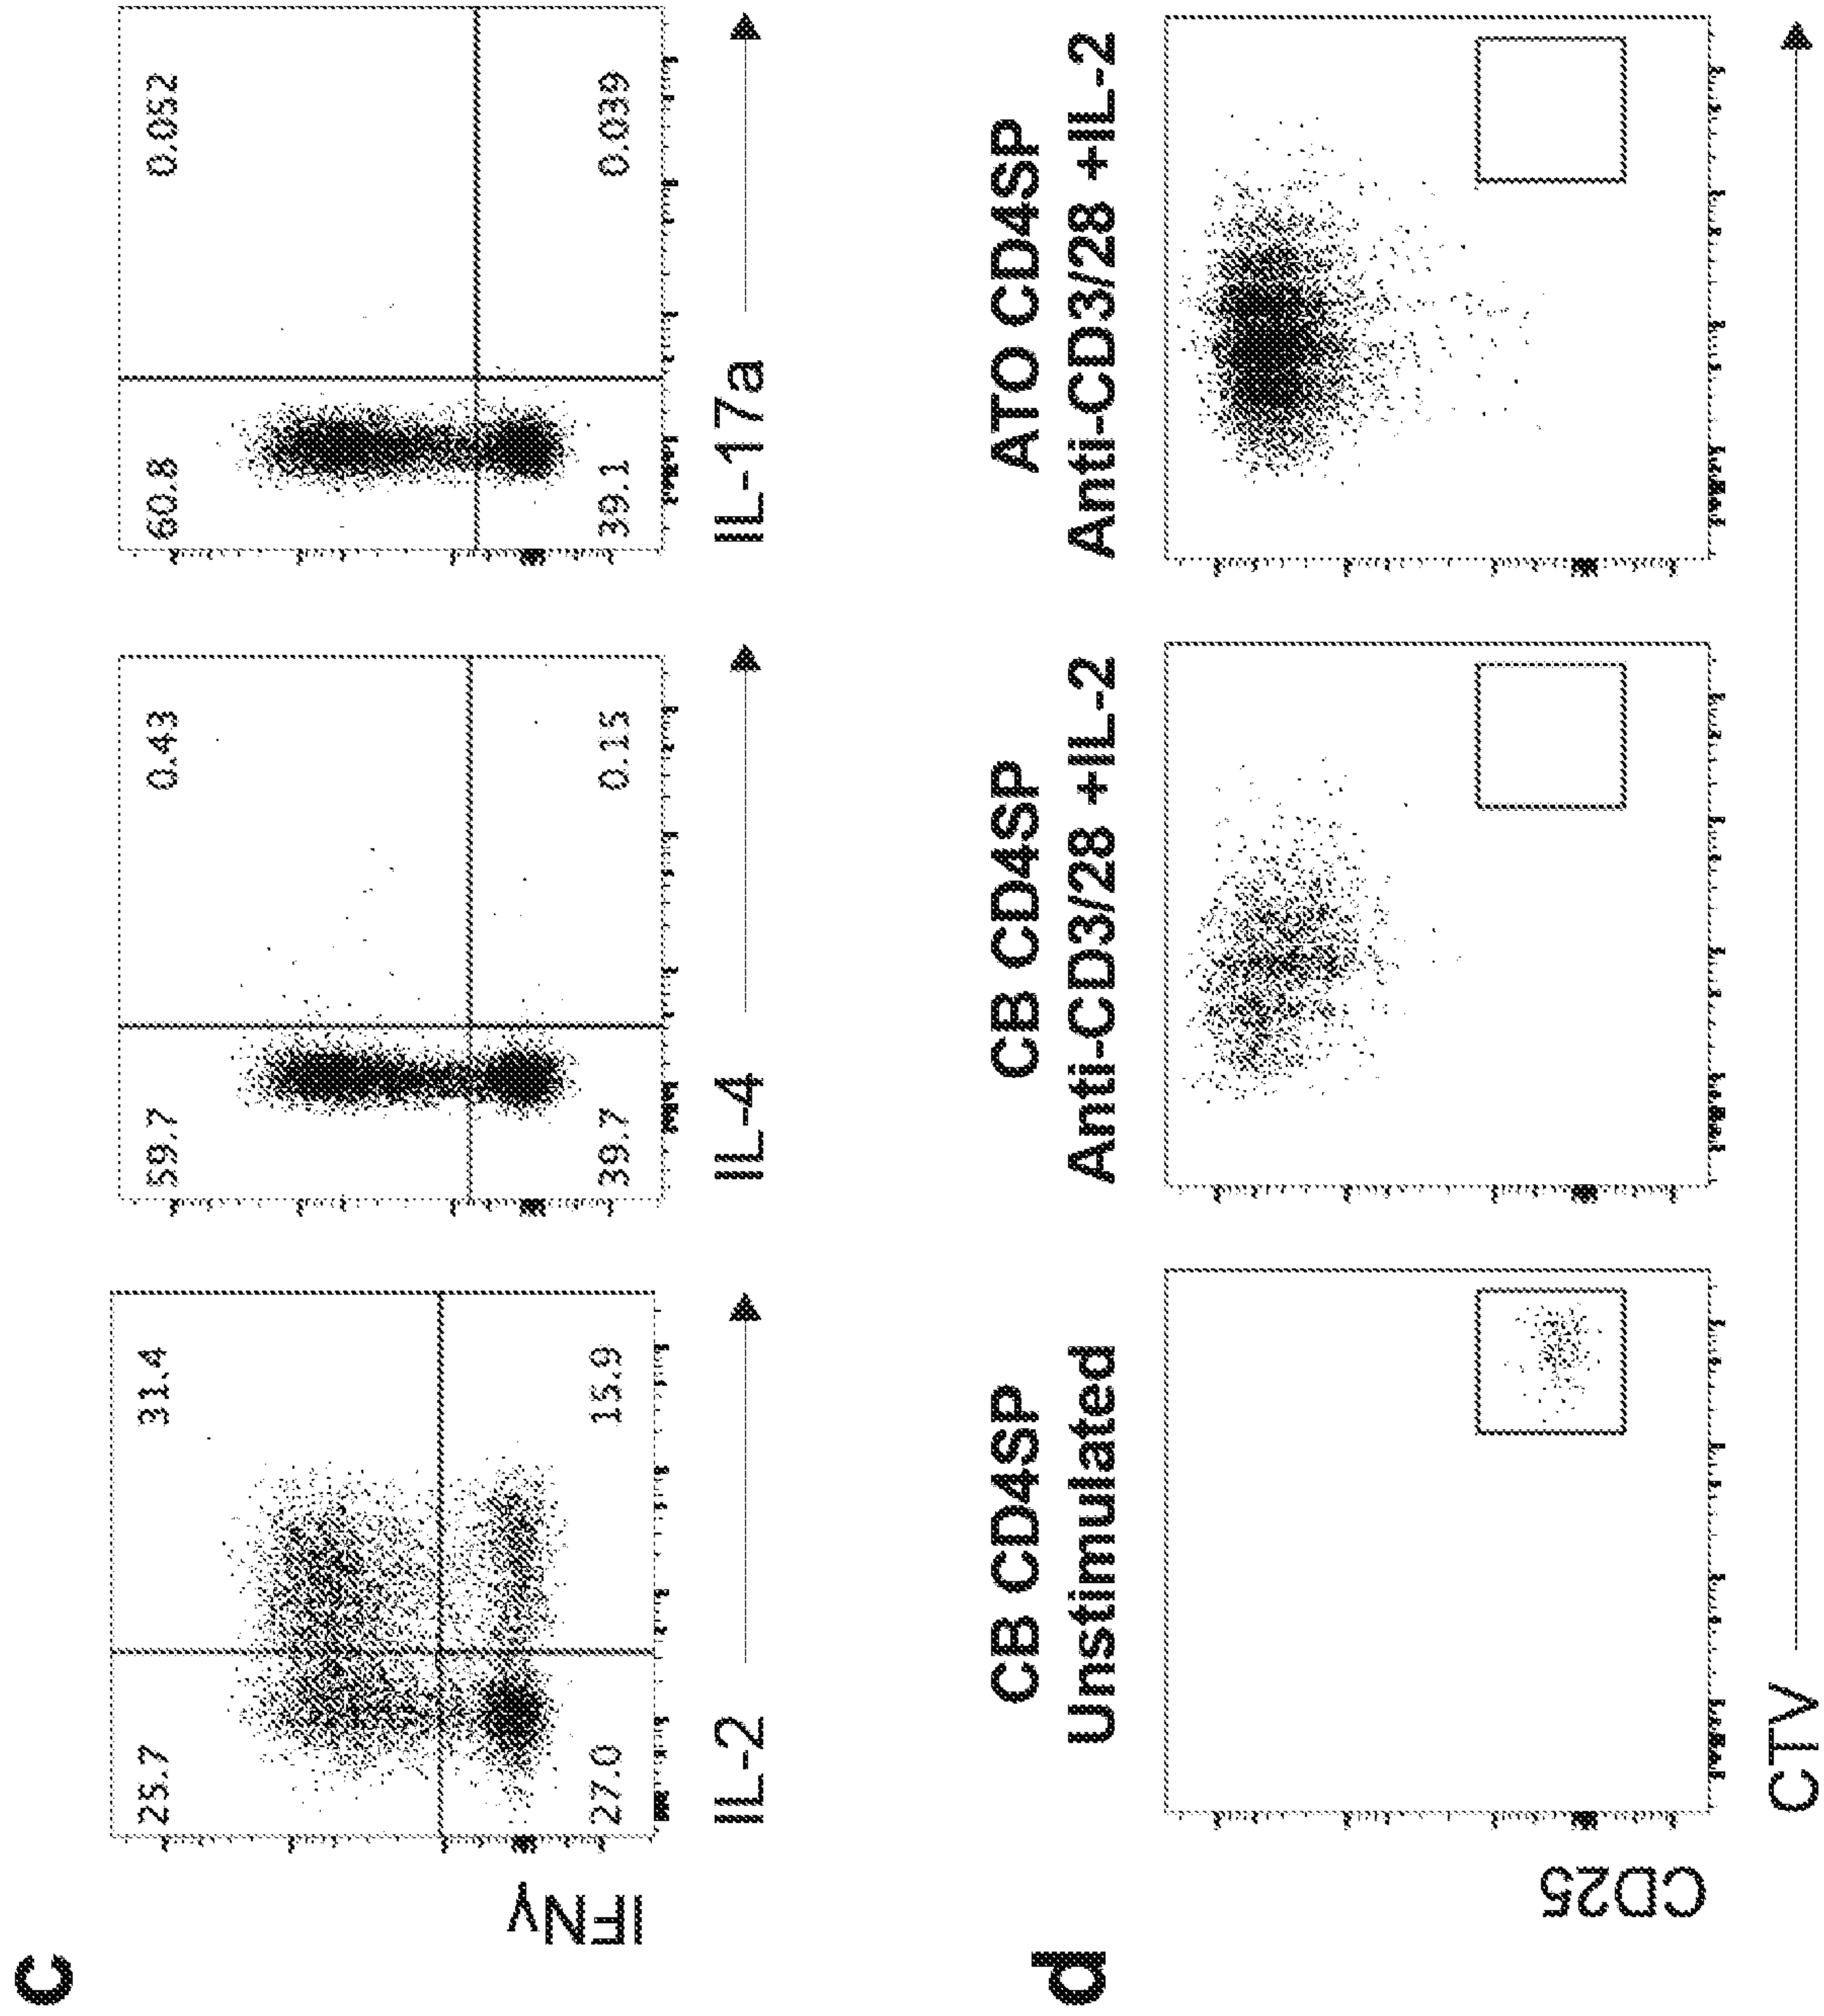 c
25.7
31.4
59.7
0.43
60.8
0.052
27.0
15.9
39.7
0.15
39.1
0.039
IFNγ
IL-2
IL-4
IL-17a
d
CB CD4SP
Unstimulated
CB CD4SP
Anti-CD3/28 +IL-2
ATO CD4SP
Anti-CD3/28 +IL-2
CD25
CTV